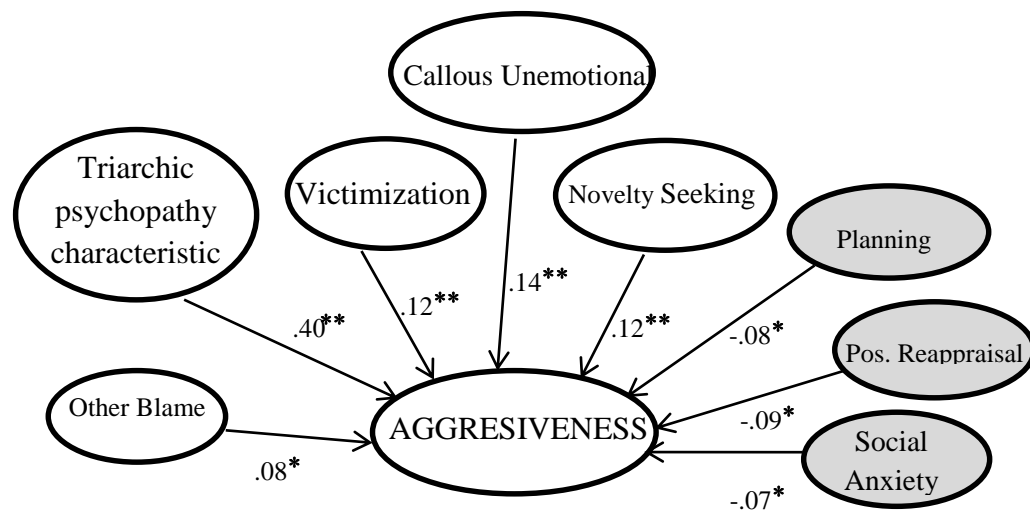 Callous Unemotional
Triarchic
psychopathy
characteristic
Victimization
Novelty Seeking
Planning
.40**
.12**
.14**
.12**
-.08*
Pos. Reappraisal
Other Blame
AGGRESIVENESS
-.09*
Social
Anxiety
.08*
-.07*